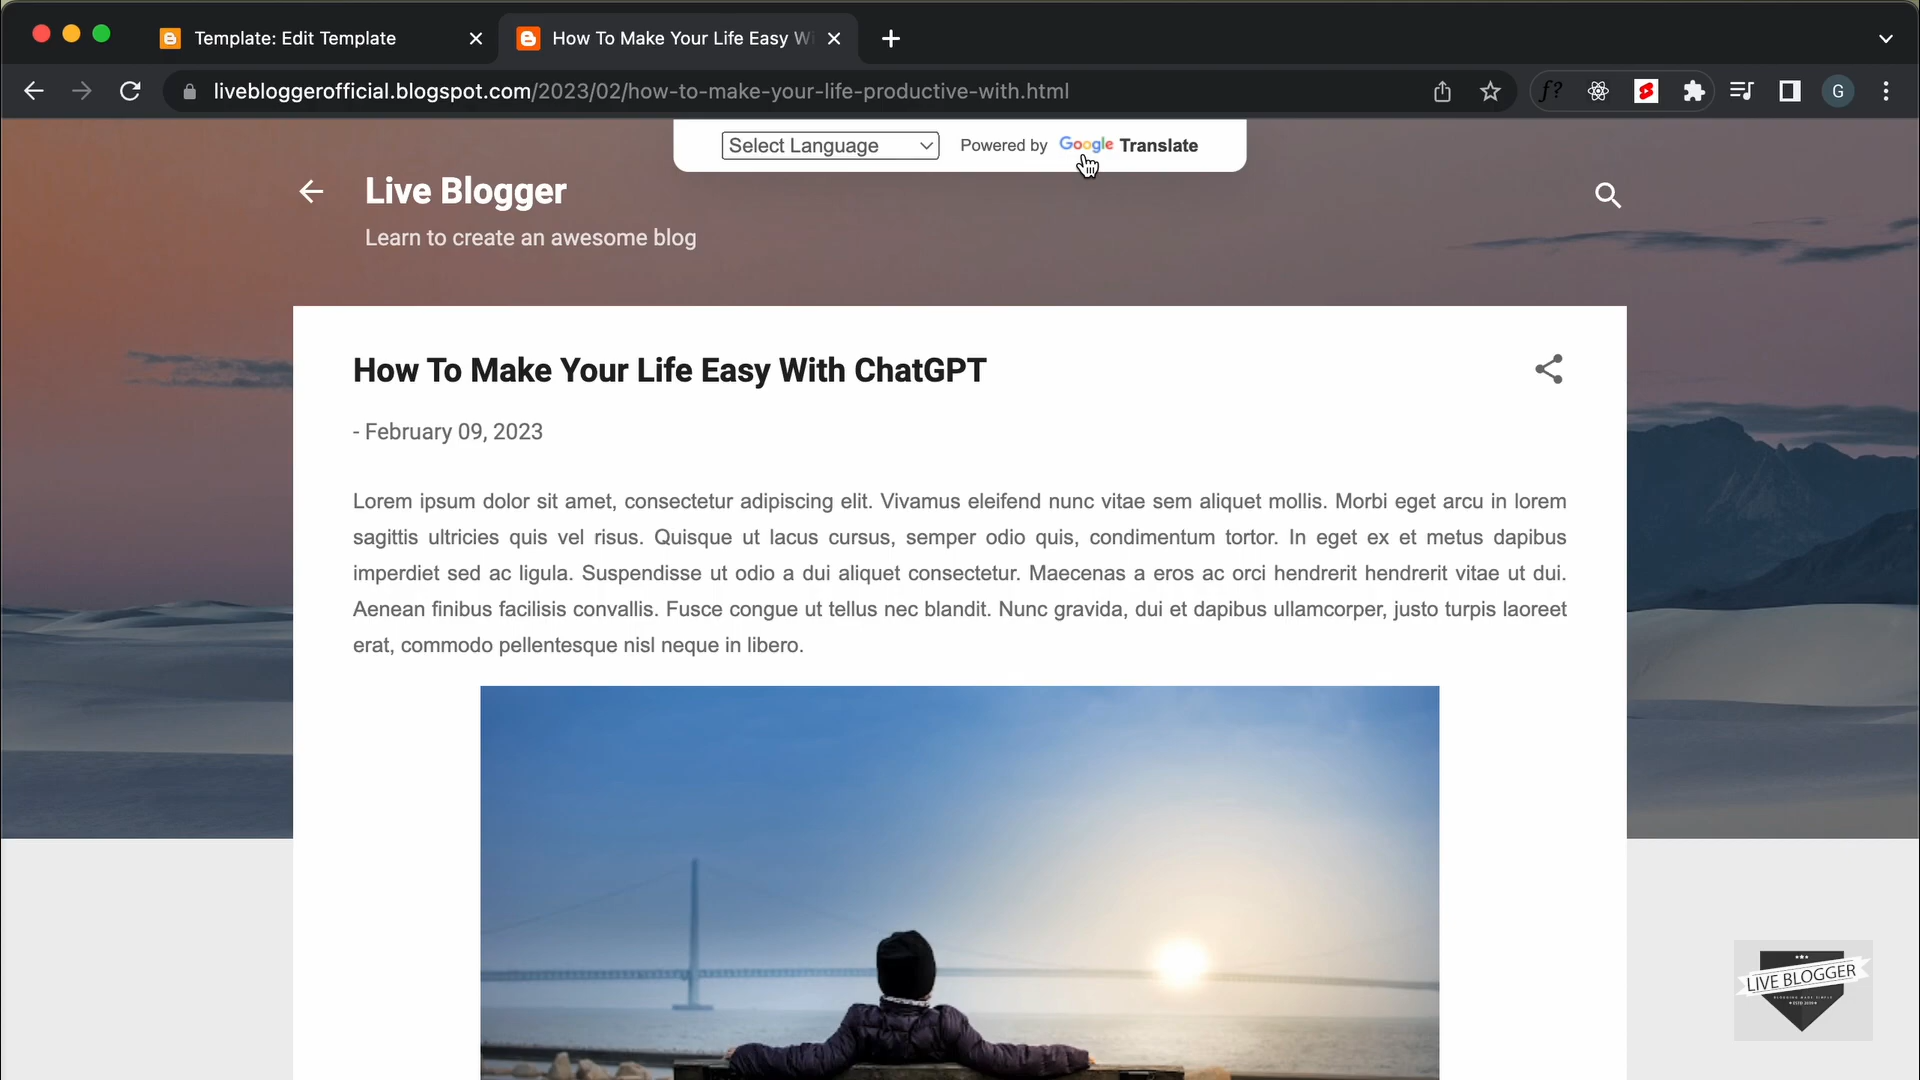 Template: Edit Template
How To Make Your Life Easy Wi
livebloggerofficial.blogspot.com/2023/02/how-to-make-your-life-productive-with.html
f?
G
Select Language
Powered by Google Translate
Live Blogger
Learn to create an awesome blog
How To Make Your Life Easy With ChatGPT
- February 09, 2023
Lorem ipsum dolor sit amet, consectetur adipiscing elit. Vivamus eleifend nunc vitae sem aliquet mollis. Morbi eget arcu in lorem
sagittis ultricies quis vel risus. Quisque ut lacus cursus, semper odio quis, condimentum tortor. In eget ex et metus dapibus
imperdiet sed ac ligula. Suspendisse ut odio a dui aliquet consectetur. Maecenas a eros ac orci hendrerit hendrerit vitae ut dui.
Aenean finibus facilisis convallis. Fusce congue ut tellus nec blandit. Nunc gravida, dui et dapibus ullamcorper, justo turpis laoreet
erat, commodo pellentesque nisl neque in libero.
LIVE BLOGGER
BLOGGING MADE SIMPLE